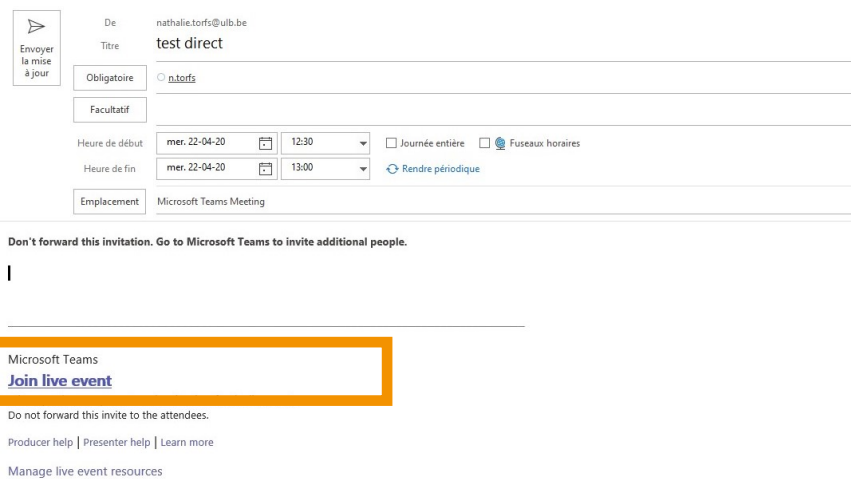 De nathalie.torfs@ulb.be
Envoyer
la mise
à jour
Titre test direct
Obligatoire n.torfs
Facultatif
Heure de début mer. 22-04-20 12:30 Journée entière Fuseaux horaires
Heure de fin mer. 22-04-20 13:00 Rendre périodique
Emplacement Microsoft Teams Meeting
Don't forward this invitation. Go to Microsoft Teams to invite additional people.
Microsoft Teams
Join live event
Do not forward this invite to the attendees.
Producer help | Presenter help | Learn more
Manage live event resources